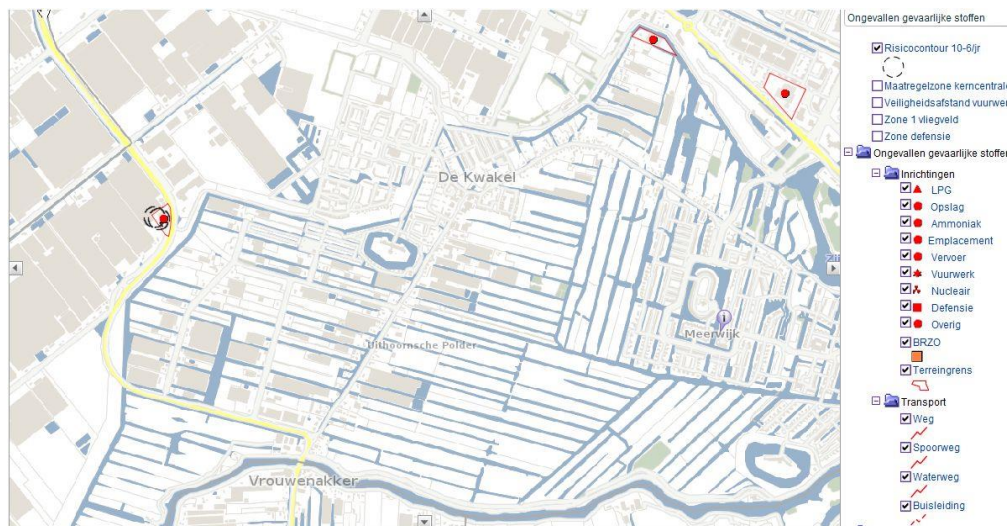 De Kwakel
Meerwijk
Uithoornsche Polder
Vrouwenakker
Ongevallen gevaarlijke stoffen
Risicocontour 10-6/jr
Maatregelzone kerncentrale
Veiligheidsafstand vuurwer
Zone 1 vliegveld
Zone defensie
Ongevallen gevaarlijke stoffen
Inrichtingen
LPG
Opslag
Ammoniak
Emplacement
Vervoer
Vuurwerk
Nucleair
Defensie
Overig
BRZO
Terreingrens
Transport
Weg
Spoorweg
Waterweg
Buisleiding